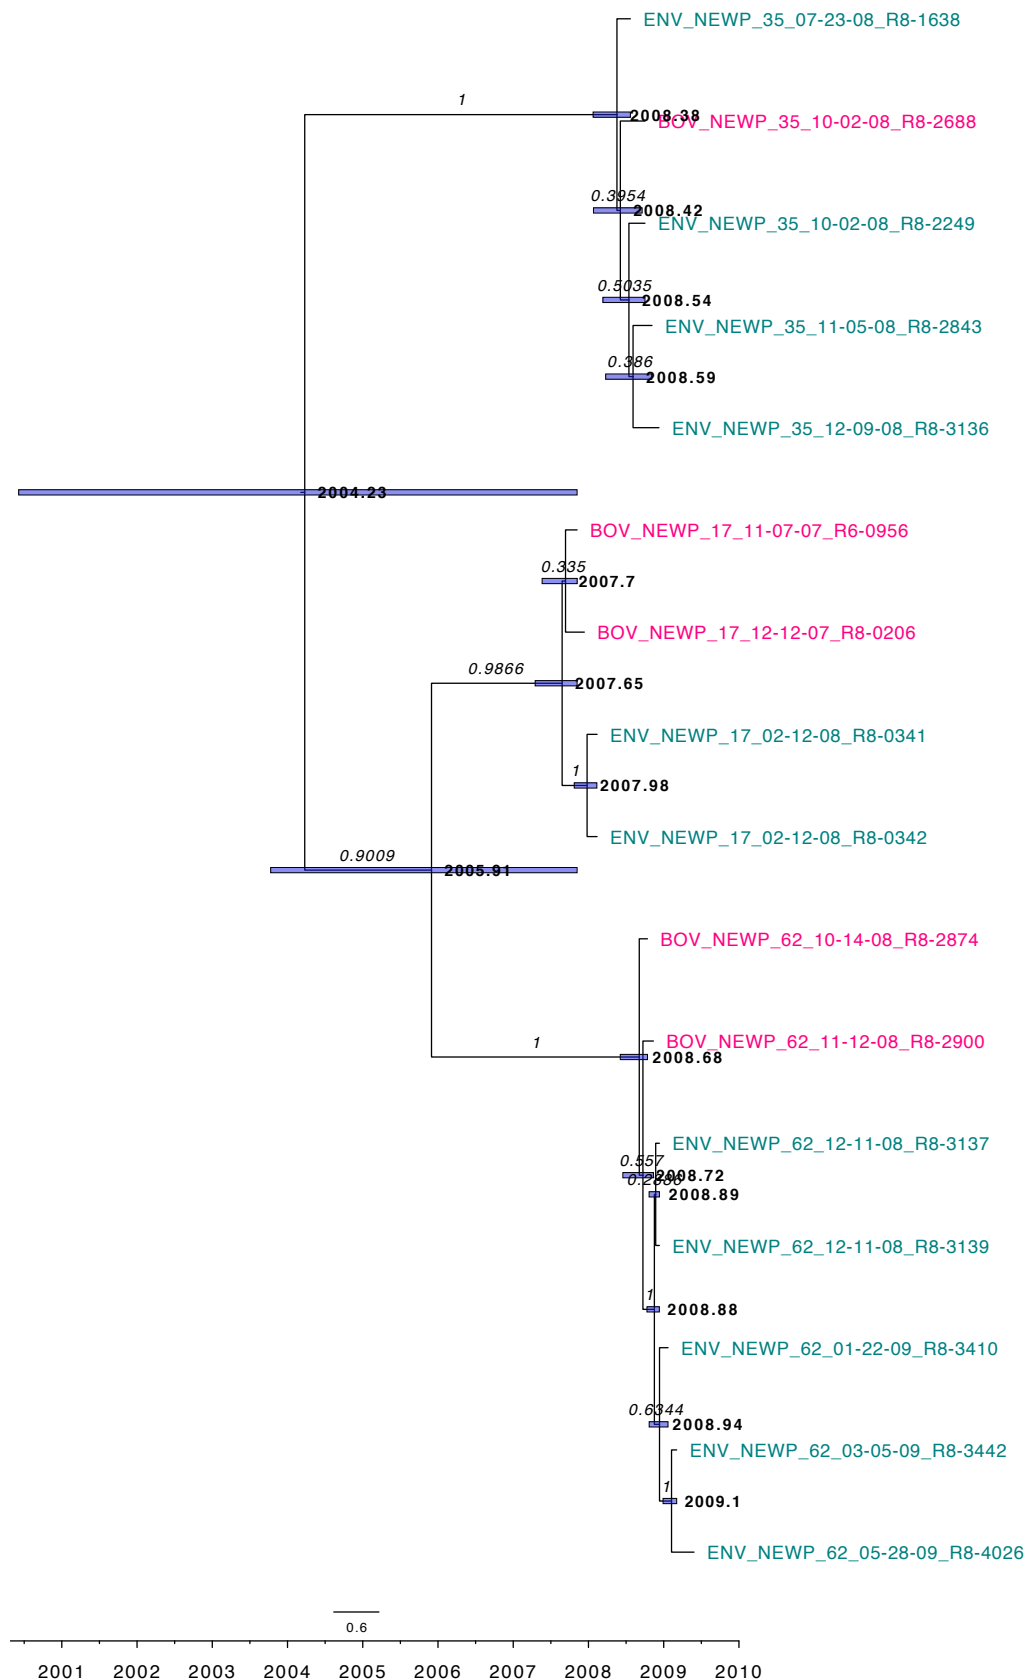 ENV_NEWP_35_07-23-08_R8-1638
1
2008.38
BOV_NEWP_35_10-02-08_R8-2688
0.3954
2008.42
ENV_NEWP_35_10-02-08_R8-2249
0.5035
2008.54
ENV_NEWP_35_11-05-08_R8-2843
0.386
2008.59
ENV_NEWP_35_12-09-08_R8-3136
2004.23
BOV_NEWP_17_11-07-07_R6-0956
0.335
2007.7
BOV_NEWP_17_12-12-07_R8-0206
0.9866
2007.65
ENV_NEWP_17_02-12-08_R8-0341
1
2007.98
ENV_NEWP_17_02-12-08_R8-0342
0.9009
2005.91
BOV_NEWP_62_10-14-08_R8-2874
1
BOV_NEWP_62_11-12-08_R8-2900
2008.68
ENV_NEWP_62_12-11-08_R8-3137
0.557
2008.72
2008.89
ENV_NEWP_62_12-11-08_R8-3139
1
2008.88
ENV_NEWP_62_01-22-09_R8-3410
0.6344
2008.94
ENV_NEWP_62_03-05-09_R8-3442
1
2009.1
ENV_NEWP_62_05-28-09_R8-4026
0.6
2001 2002 2003 2004 2005 2006 2007 2008 2009 2010